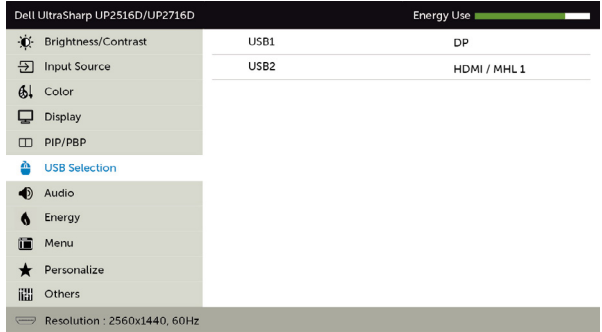 Dell UltraSharp UP2516D/UP2716D Energy Use
Brightness/Contrast USB1 DP
Input Source USB2 HDMI / MHL 1
Color
Display
PIP/PBP
USB Selection
Audio
Energy
Menu
Personalize
Others
Resolution : 2560x1440, 60Hz